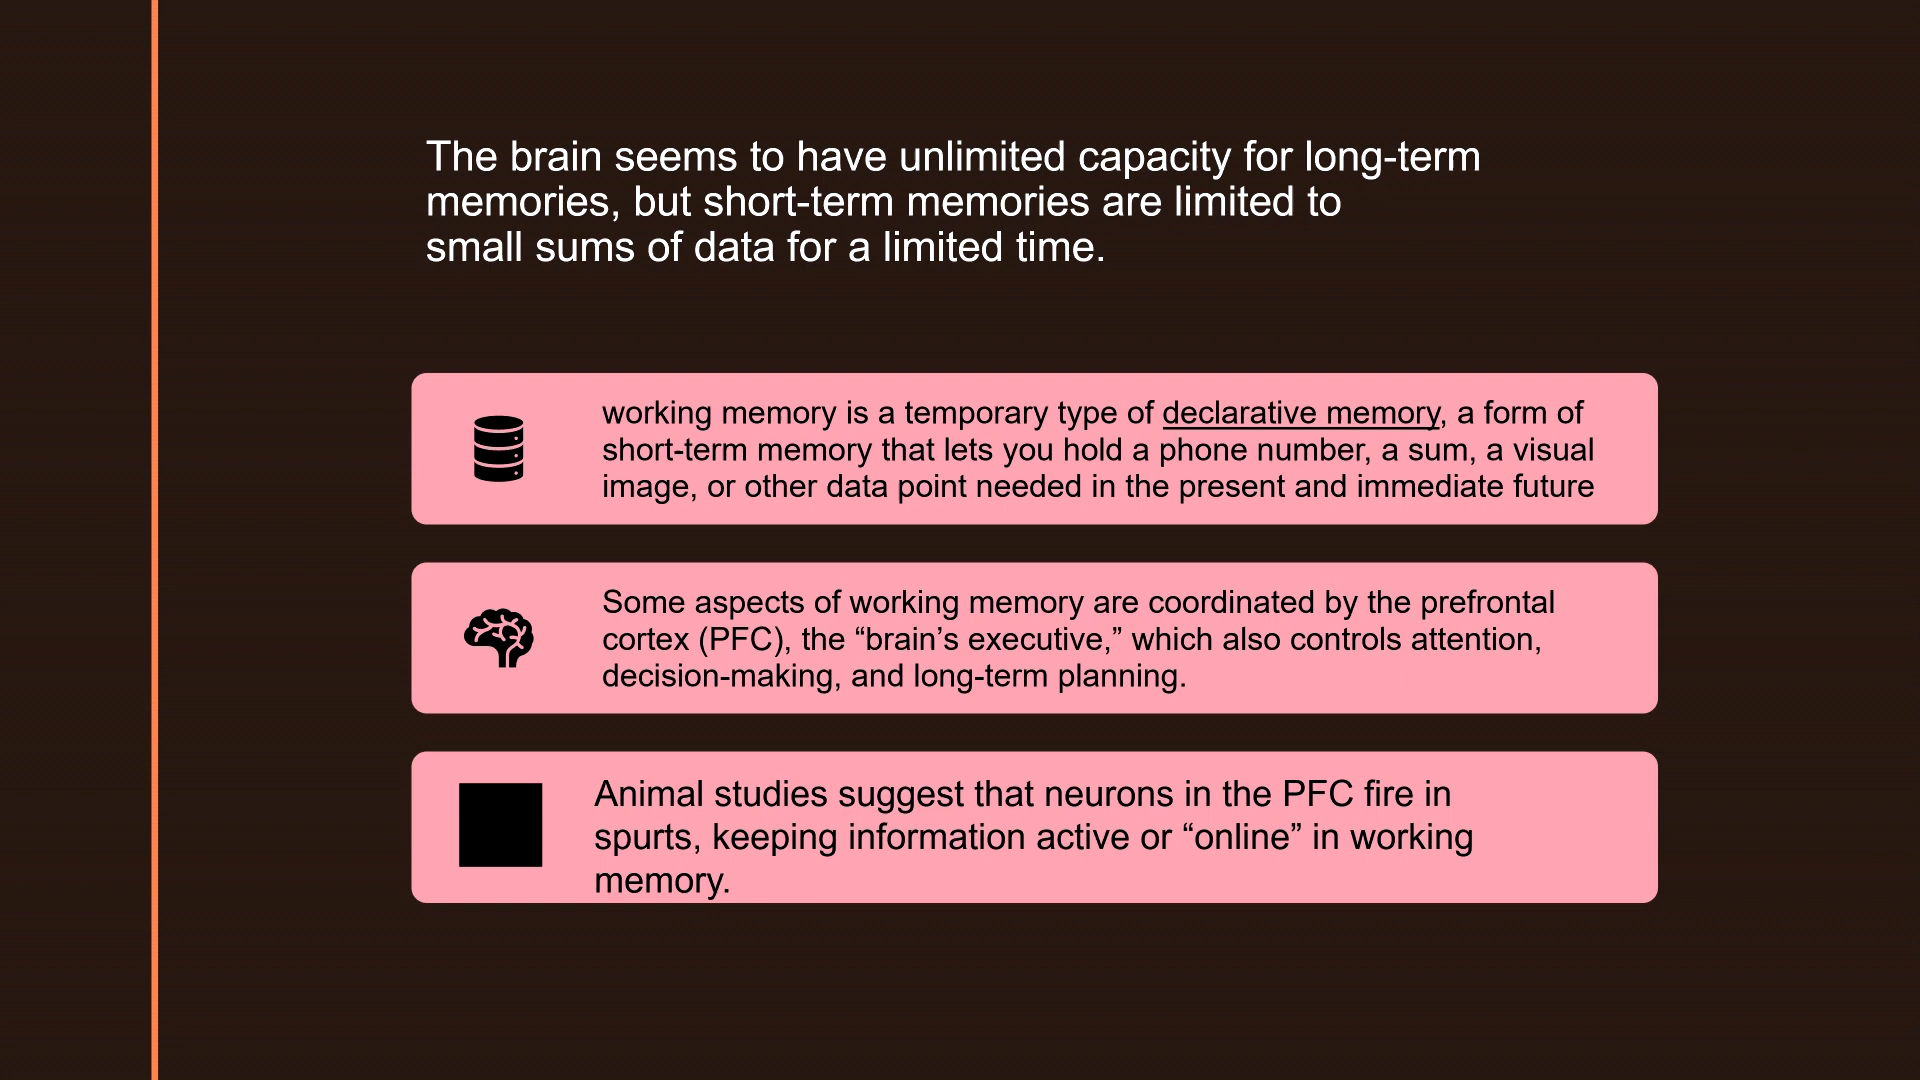 The brain seems to have unlimited capacity for long-term
memories, but short-term memories are limited to
small sums of data for a limited time.
working memory is a temporary type of declarative memory, a form of
short-term memory that lets you hold a phone number, a sum, a visual
image, or other data point needed in the present and immediate future
Some aspects of working memory are coordinated by the prefrontal
cortex (PFC), the “brain’s executive,” which also controls attention,
decision-making, and long-term planning.
Animal studies suggest that neurons in the PFC fire in
spurts, keeping information active or “online” in working
memory.